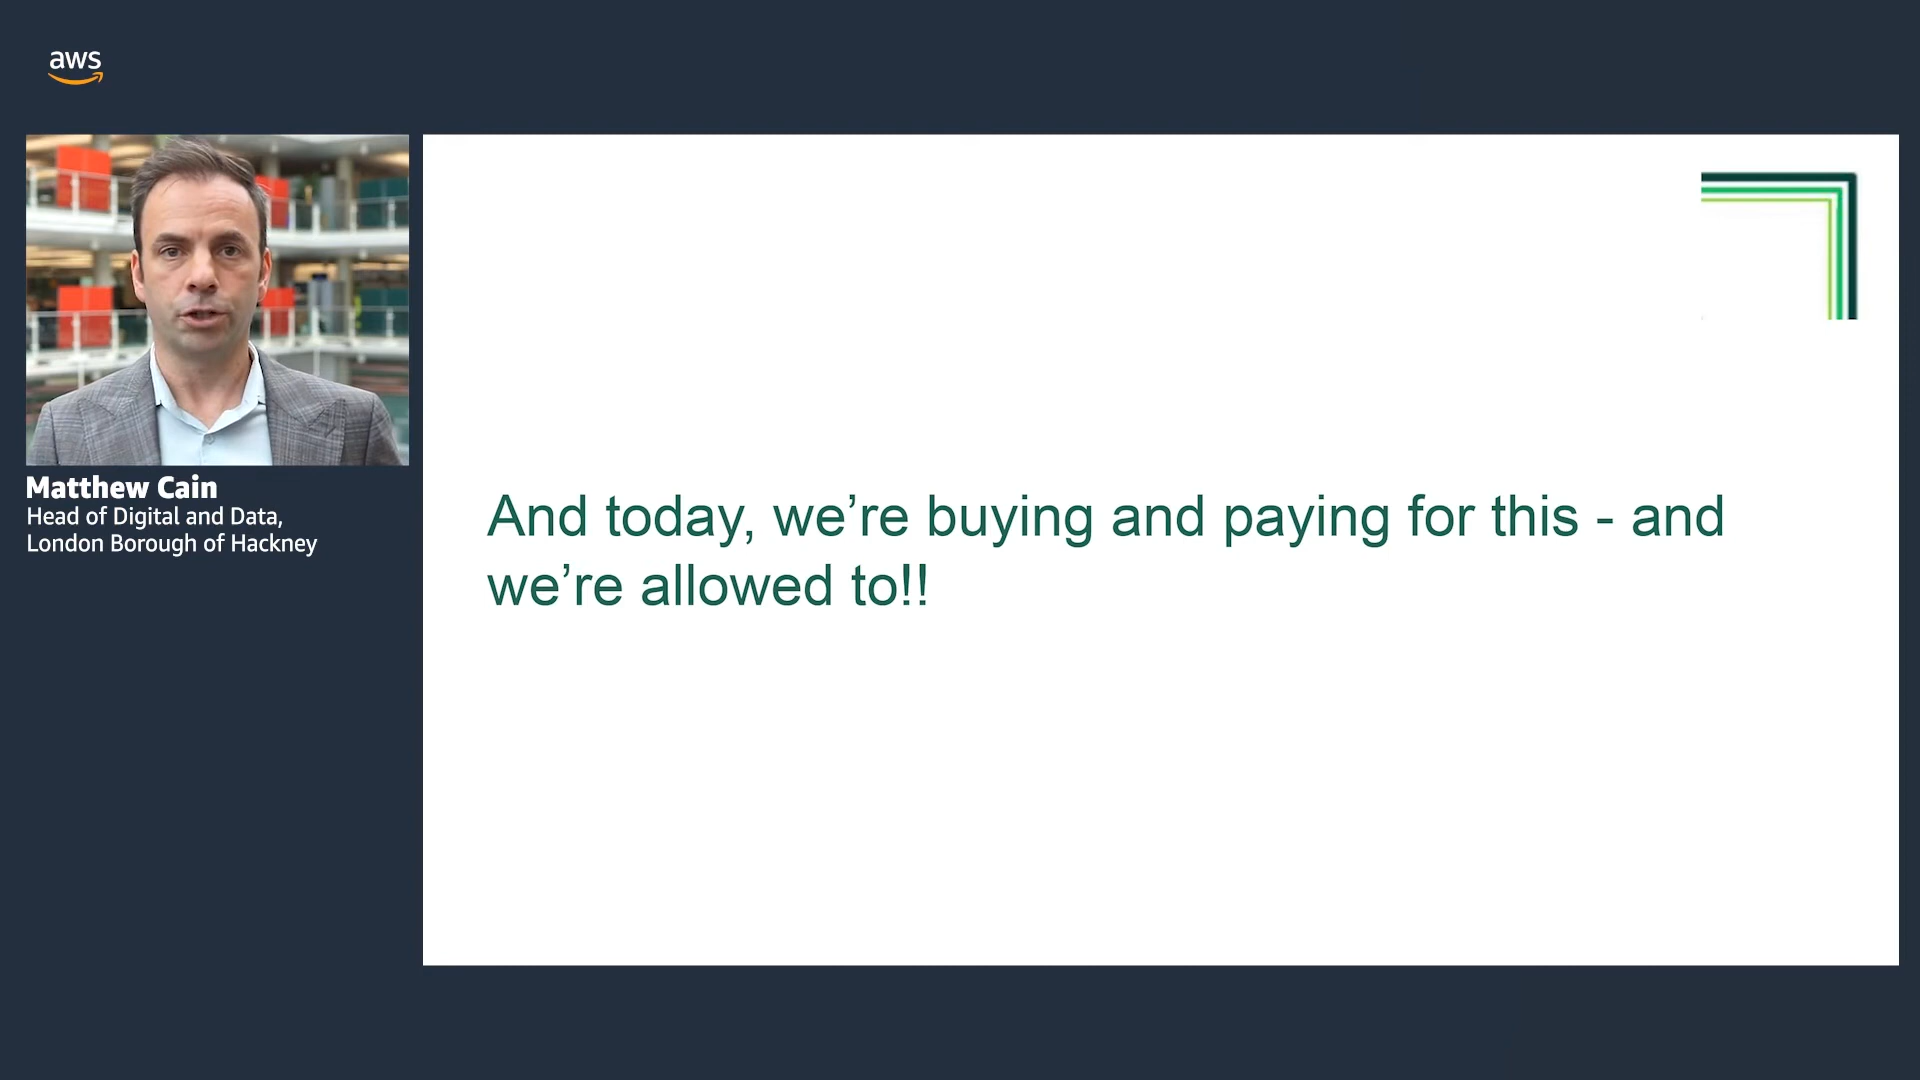 aws
Matthew Cain
Head of Digital and Data,
London Borough of Hackney
And today, we’re buying and paying for this - and
we’re allowed to!!